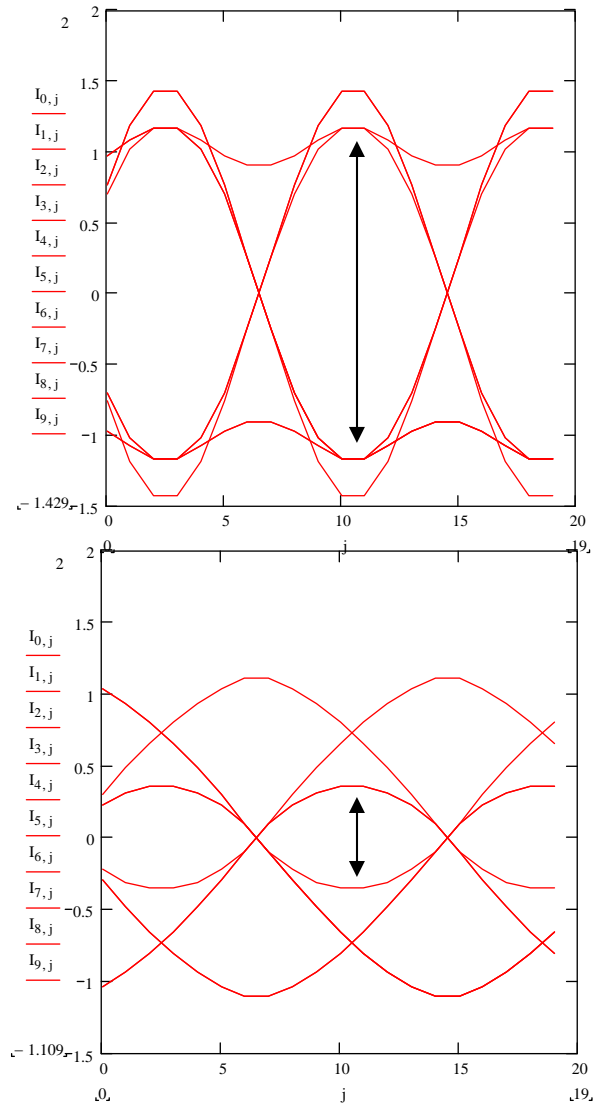 2
2
1.5
1
0.5
0
−0.5
−1
−1.5
− 1.429
I0, j
I1, j
I2, j
I3, j
I4, j
I5, j
I6, j
I7, j
I8, j
I9, j
0 5 10 15 20
0 j 19
2
2
1.5
1
0.5
0
−0.5
−1
−1.5
− 1.109
I0, j
I1, j
I2, j
I3, j
I4, j
I5, j
I6, j
I7, j
I8, j
I9, j
0 5 10 15 20
0 j 19